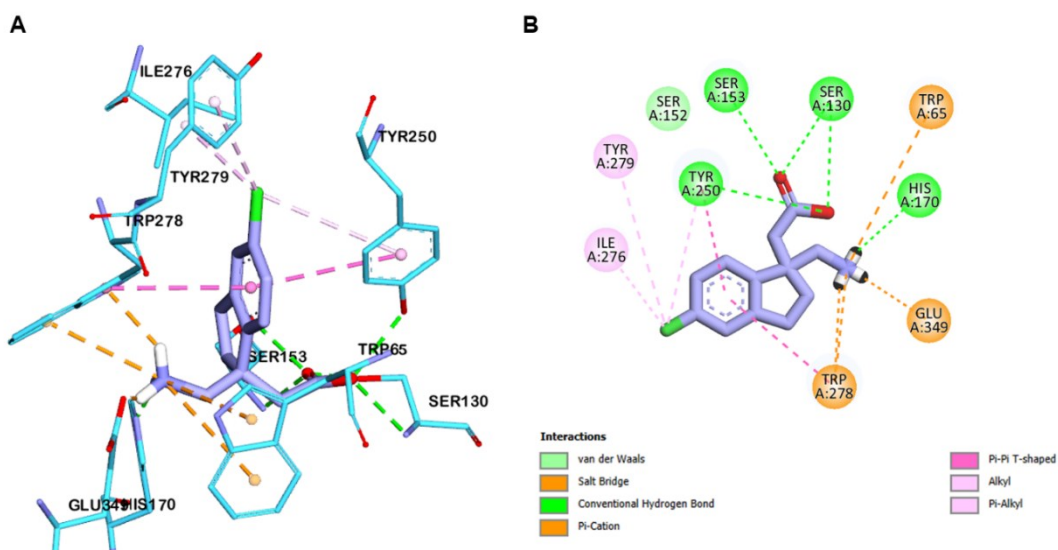 A
ILE276
TYR250
TYR279
TRP278
SER153
TRP65
SER130
GLU349
HIS170
B
SER
A:153
SER
A:130
TRP
A:65
SER
A:152
TYR
A:279
TYR
A:250
HIS
A:170
ILE
A:276
GLU
A:349
TRP
A:278
Interactions
van der Waals
Salt Bridge
Conventional Hydrogen Bond
Pi-Cation
Pi-Pi T-shaped
Alkyl
Pi-Alkyl